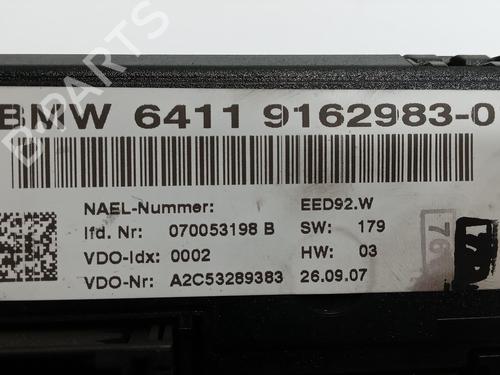 BMW 6411 9162983-0
NAEL-Nummer: EED92.W
lfd. Nr: 070053198 B SW: 179
VDO-Idx: 0002 HW: 03
VDO-Nr: A2C53289383 26.09.07
B-PARTS